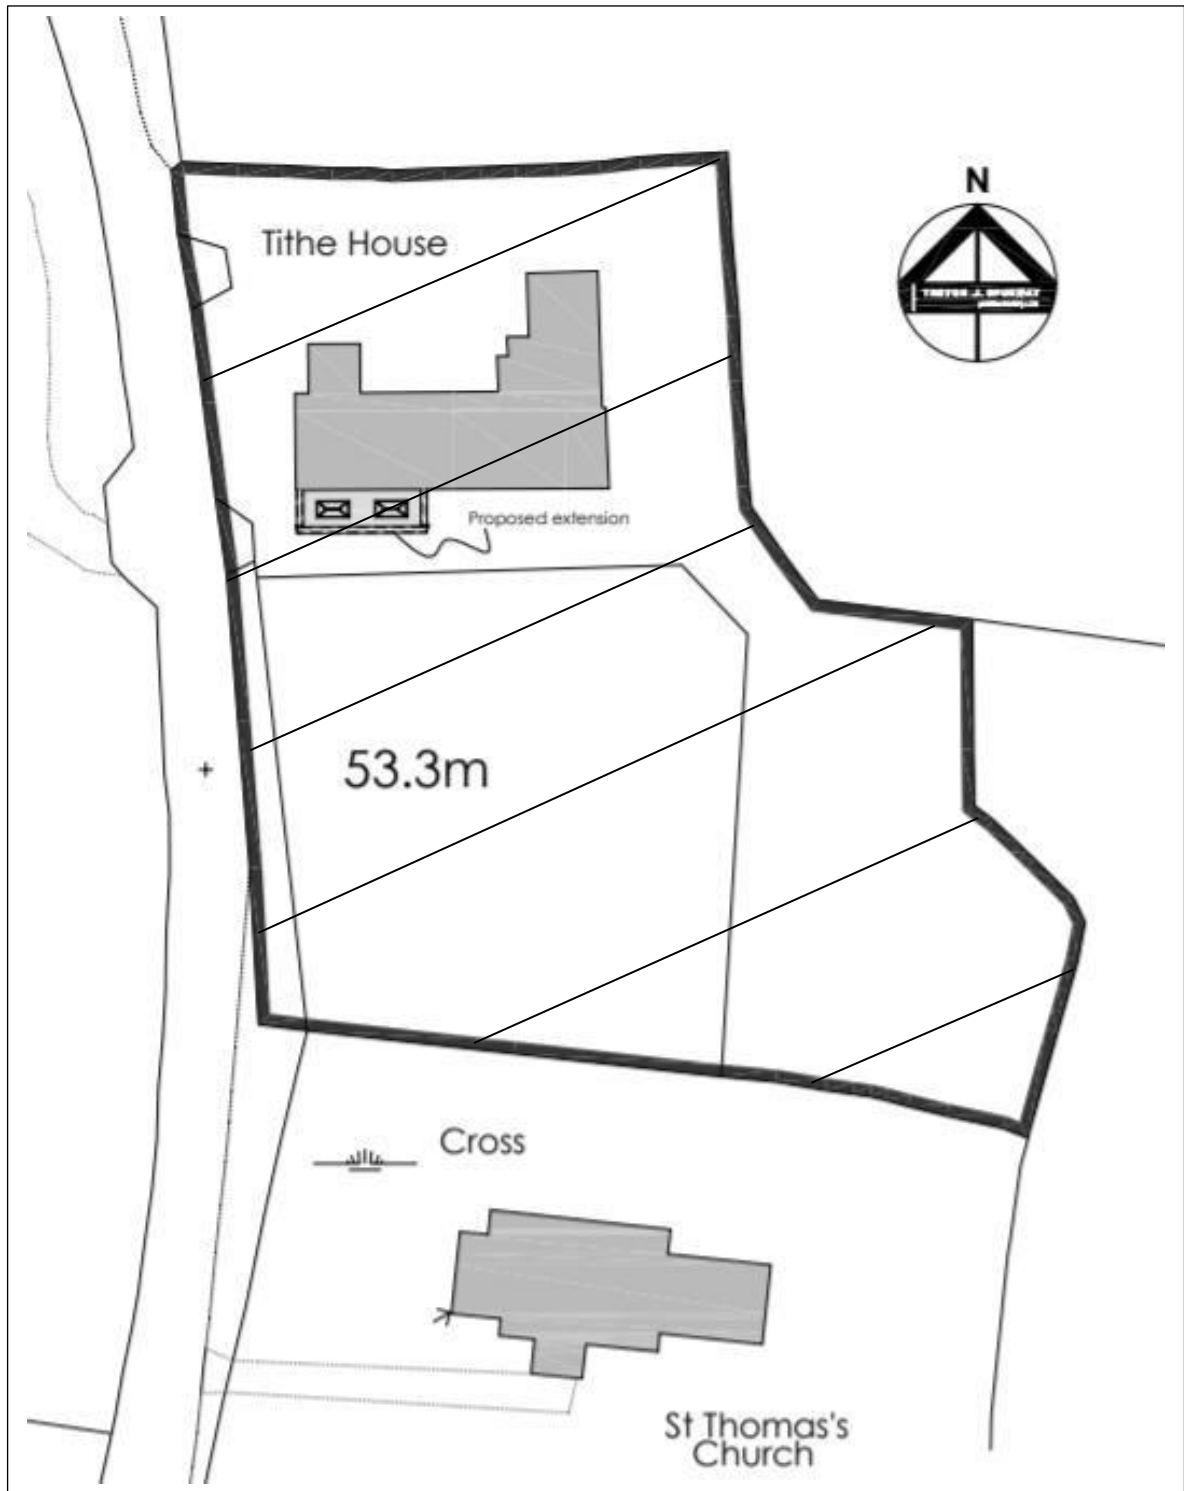 N
Tithe House
Proposed extension
53.3m
Cross
St Thomas's
Church